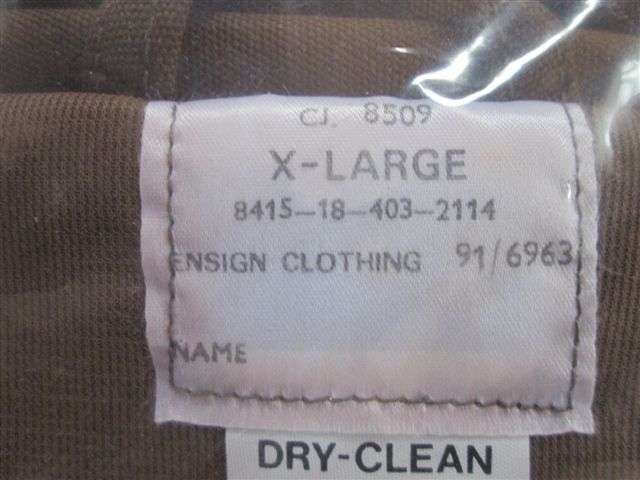 CJ. 8509
X-LARGE
8415-18-403-2114
ENSIGN CLOTHING 91/6963
NAME
DRY-CLEAN